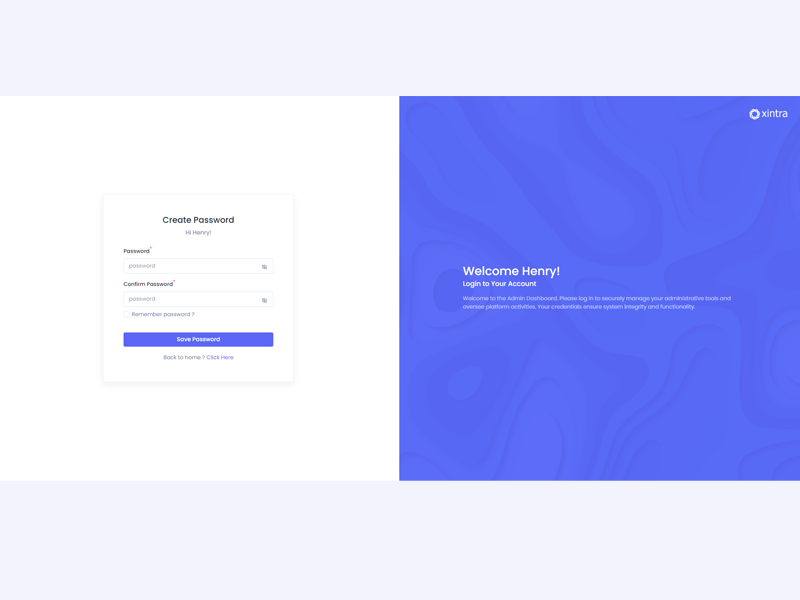 xintra
Create Password
Hi Henry!
Password*
password
Confirm Password*
password
Remember password ?
Save Password
Back to home ? Click Here
Welcome Henry!
Login to Your Account
Welcome to the Admin Dashboard. Please log in to securely manage your administrative tools and
oversee platform activities. Your credentials ensure system integrity and functionality.